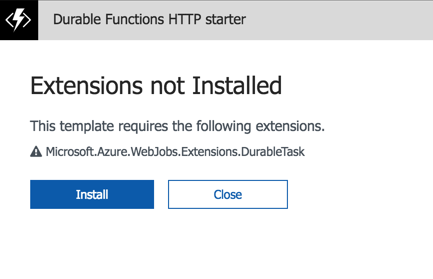 Durable Functions HTTP starter
Extensions not Installed
This template requires the following extensions.
Microsoft.Azure.WebJobs.Extensions.DurableTask
Install Close